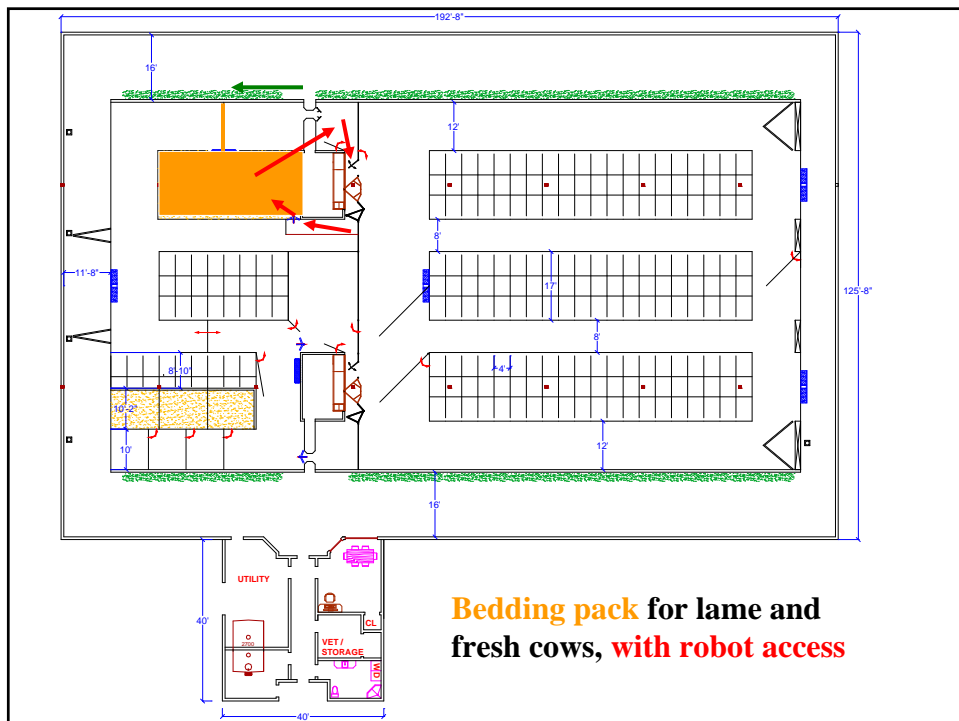 192'-8"
16'
12'
8'
11'-8"
17'
125'-8"
8'
8'-10"
4'
10'-2"
10'
12'
16'
UTILITY
40'
CL
2700
VET /
STORAGE
WD
40'
Bedding pack for lame and
fresh cows, with robot access